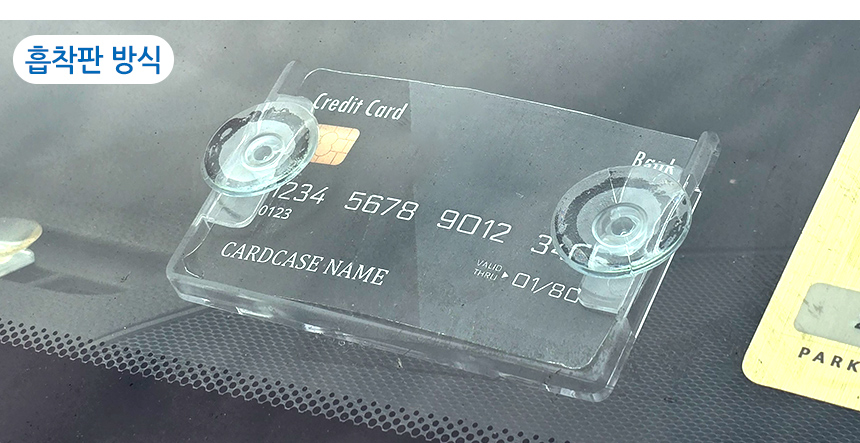 흡착판 방식
Credit Card
Bank
1234 5678 9012
0123
VALID
THRU
01/80
CARDCASE NAME
PARK